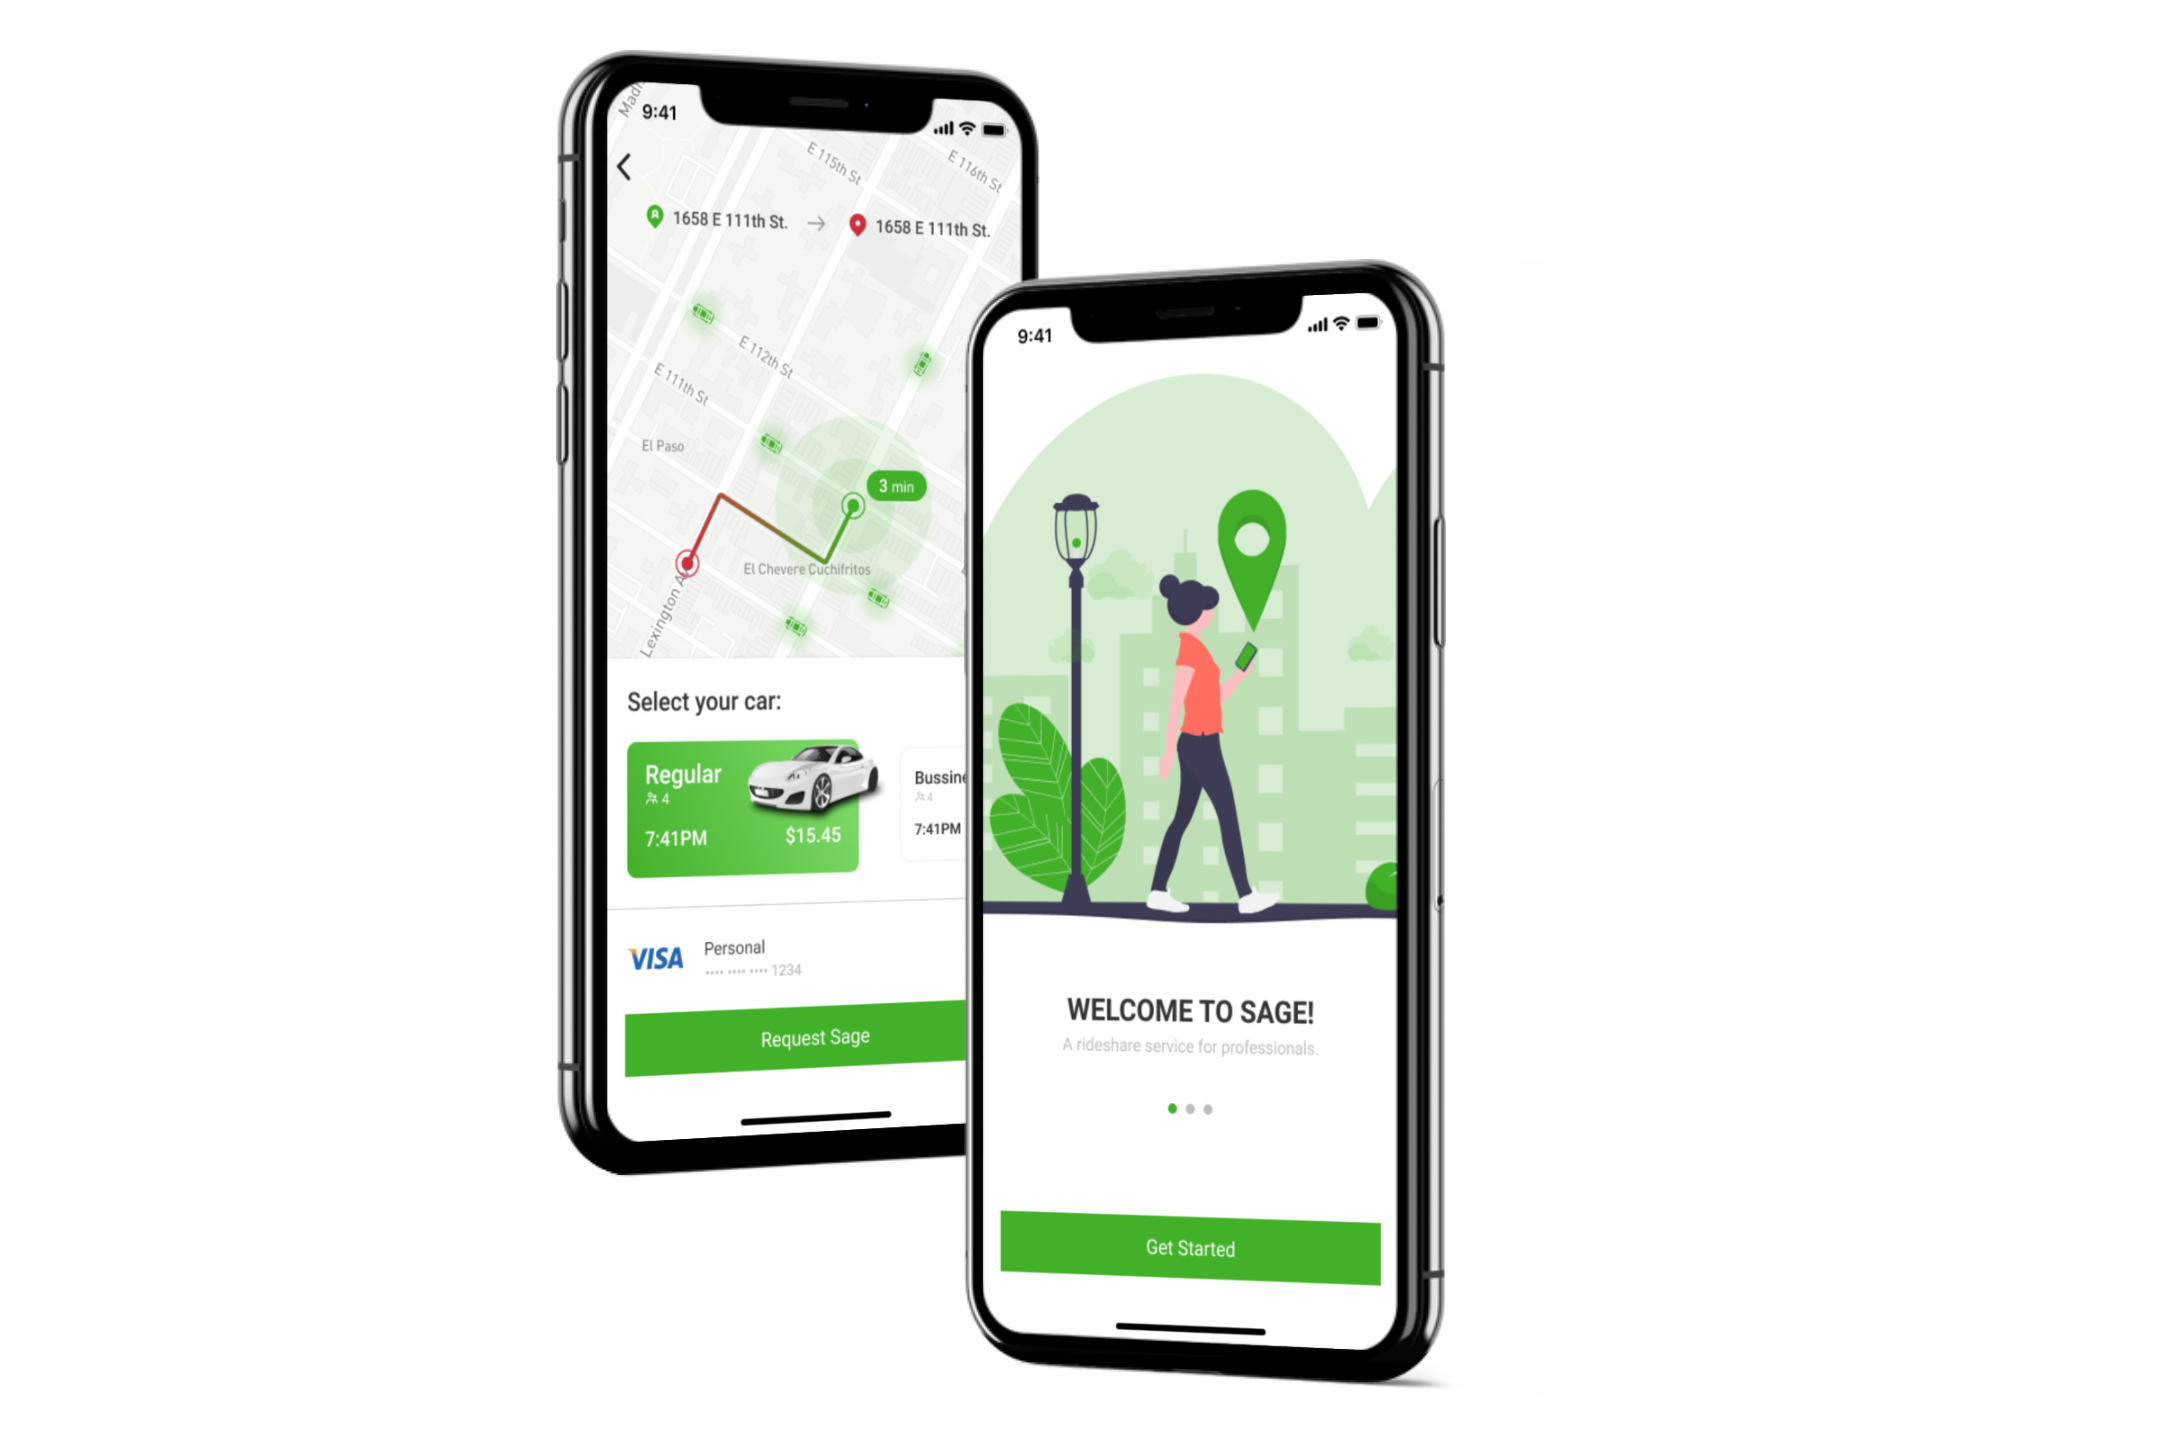 9:41
Madi
E 115th St
E 116th St
1658 E 111th St. → 1658 E 111th St.
E 112th St
E 111th St
El Paso
3 min
El Chevere Cuchifritos
Lexington A
Select your car:
Regular
4
7:41PM
$15.45
Bussine
4
7:41PM
VISA
Personal
•••• •••• •••• 1234
Request Sage
9:41
WELCOME TO SAGE!
A rideshare service for professionals.
Get Started